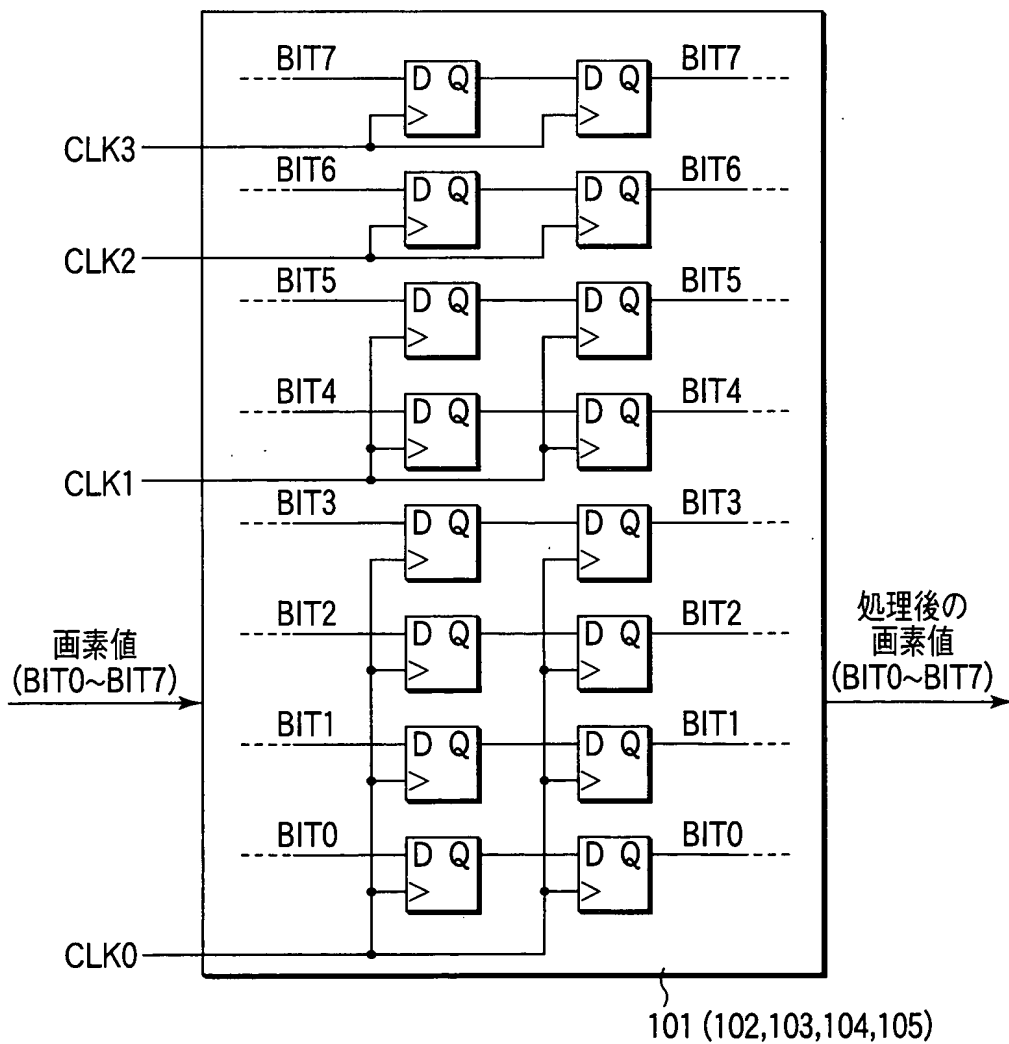 BIT7 BIT7
D Q D Q
CLK3
BIT6 BIT6
D Q D Q
CLK2
BIT5 BIT5
D Q D Q
BIT4 BIT4
D Q D Q
CLK1
BIT3 BIT3
D Q D Q
BIT2 BIT2
D Q D Q
画素値
(BIT0~BIT7)
処理後の
画素値
(BIT0~BIT7)
BIT1 BIT1
D Q D Q
BIT0 BIT0
D Q D Q
CLK0
101 (102,103,104,105)